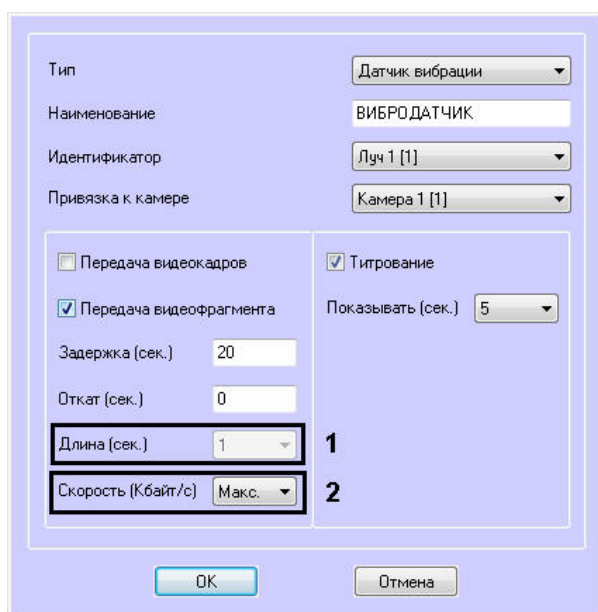 Тип Датчик вибрации
Наименование ВИБРОДАТЧИК
Идентификатор Луч 1 [1]
Привязка к камере Камера 1 [1]
Передача видеокадров
Передача видеофрагмента
Задержка (сек.) 20
Откат (сек.) 0
Длина (сек.) 1 1
Скорость (Кбайт/с) Макс. 2
Титрование
Показывать (сек.) 5
OK Отмена